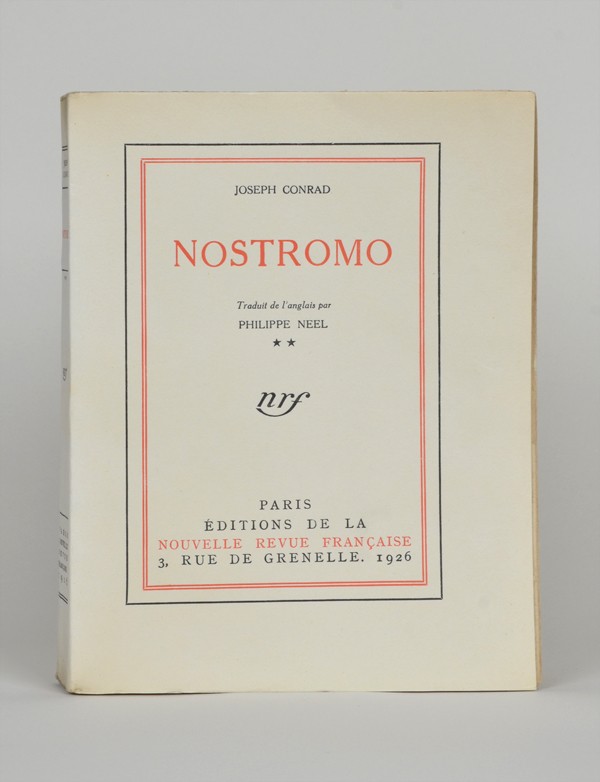 JOSEPH CONRAD
NOSTROMO
Traduit de l'anglais par
PHILIPPE NEEL
★ ★
nrf
PARIS
ÉDITIONS DE LA
NOUVELLE REVUE FRANÇAISE
3, RUE DE GRENELLE. 1926